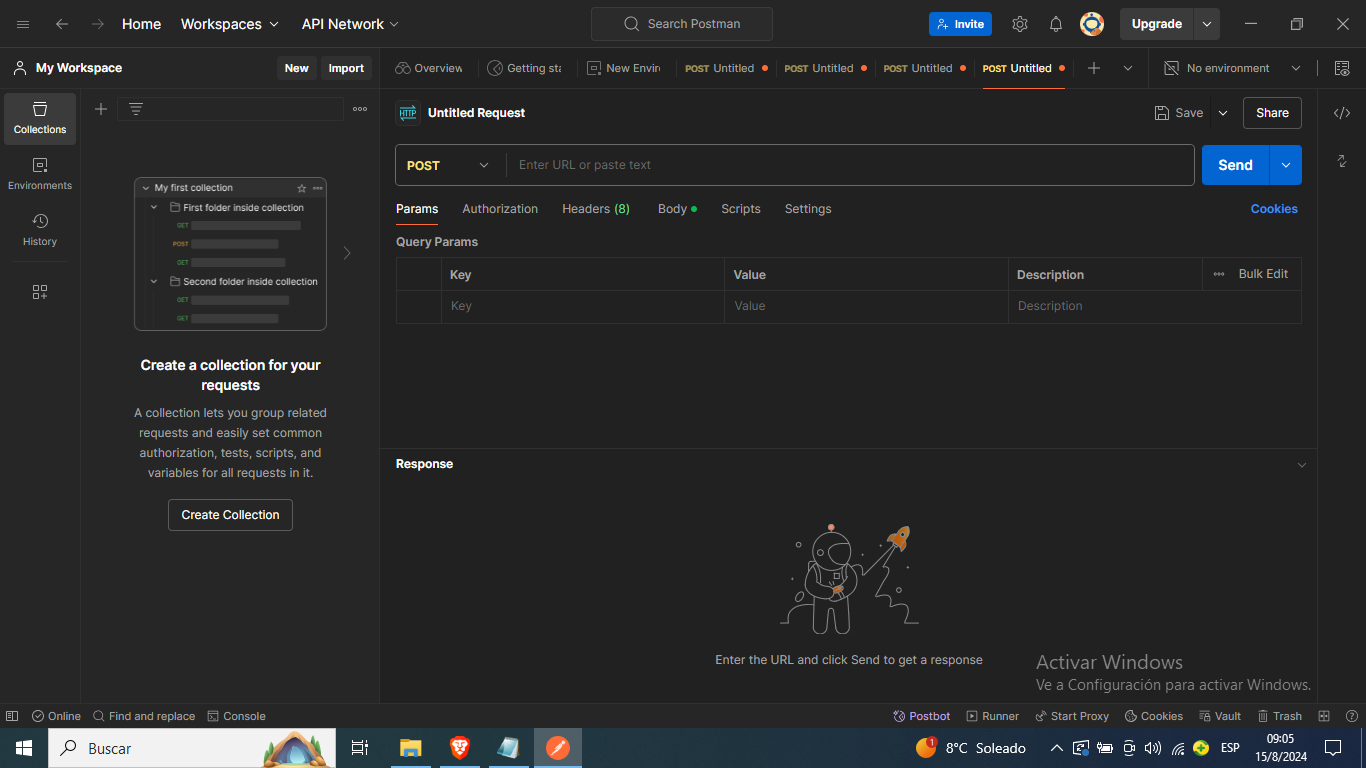 Home Workspaces API Network Search Postman Invite Upgrade
My Workspace New Import Overview Getting sta New Envir POST Untitled POST Untitled POST Untitled POST Untitled No environment
Collections
Environments
History
My first collection
First folder inside collection
GET
POST
GET
Second folder inside collection
GET
GET
Create a collection for your
requests
A collection lets you group related
requests and easily set common
authorization, tests, scripts, and
variables for all requests in it.
Create Collection
HTTP Untitled Request Save Share
POST Enter URL or paste text Send
Params Authorization Headers (8) Body Scripts Settings Cookies
Query Params
Key Value Description Bulk Edit
Key Value Description
Response
Enter the URL and click Send to get a response
Activar Windows
Ve a Configuración para activar Windows.
Online Find and replace Console Postbot Runner Start Proxy Cookies Vault Trash
Buscar 1 8°C Soleado ESP 09:05
15/8/2024